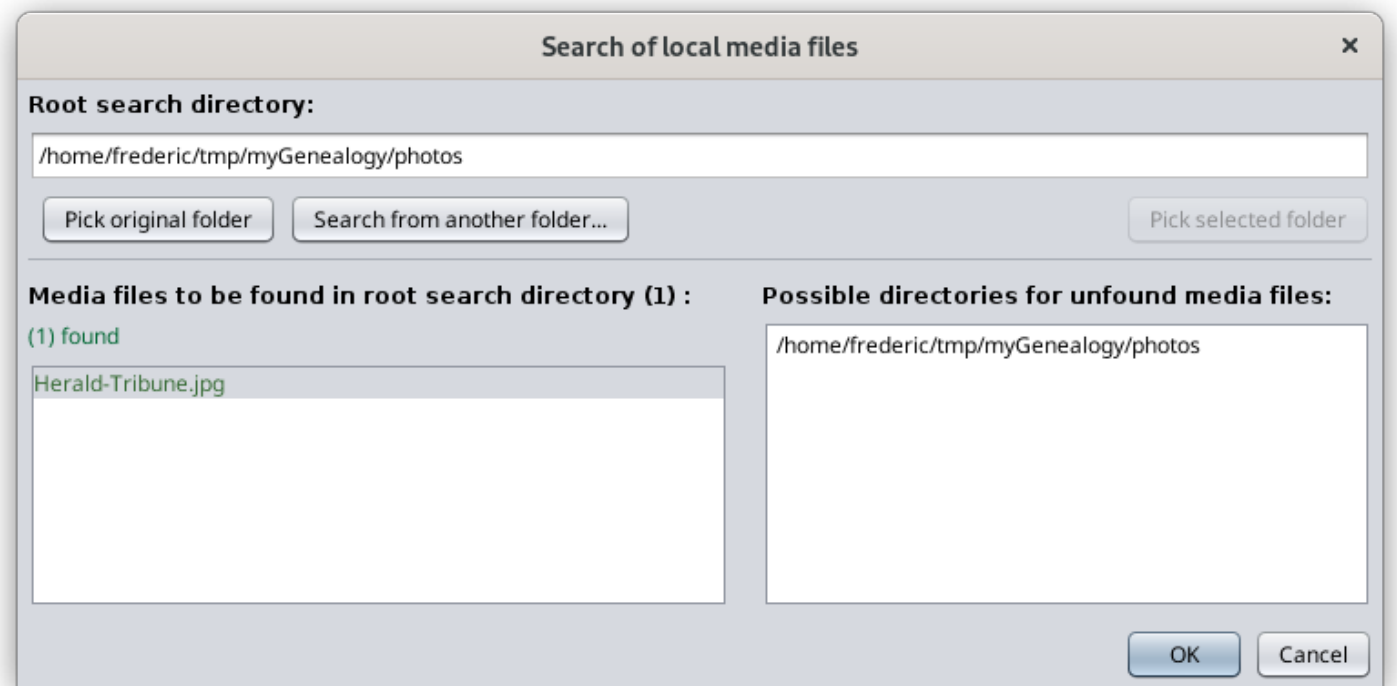 Search of local media files
×
Root search directory:
/home/frederic/tmp/myGenealogy/photos
Pick original folder
Search from another folder...
Pick selected folder
Media files to be found in root search directory (1) :
(1) found
Herald-Tribune.jpg
Possible directories for unfound media files:
/home/frederic/tmp/myGenealogy/photos
OK
Cancel